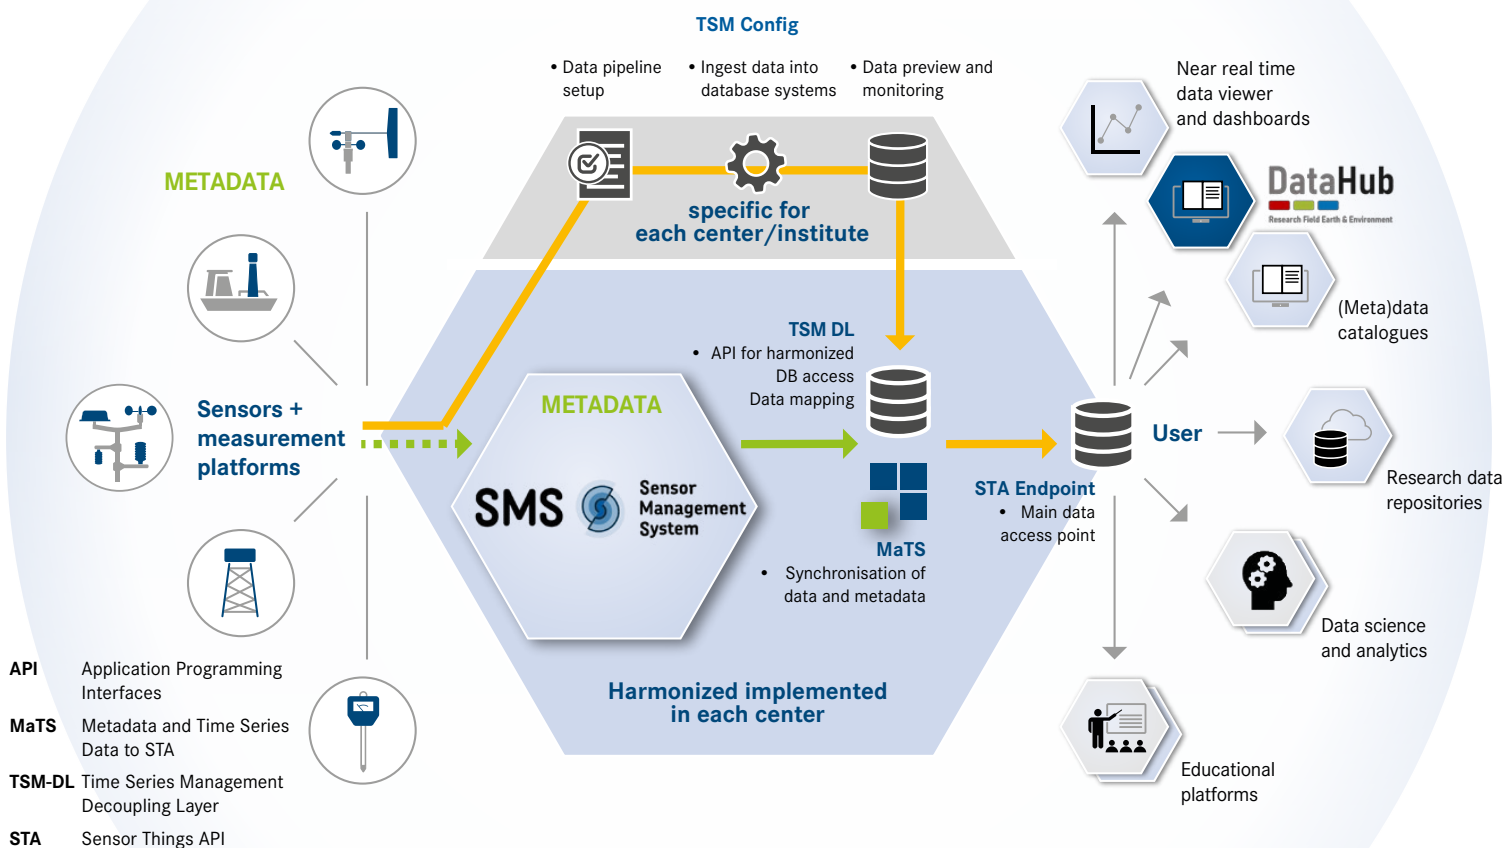 TSM Config
• Data pipeline
setup
• Ingest data into
database systems
• Data preview and
monitoring
METADATA
specific for
each center/institute
Near real time
data viewer
and dashboards
DataHub
Research Field Earth & Environment
(Meta)data
catalogues
TSM DL
• API for harmonized
DB access
Data mapping
Sensors +
measurement
platforms
METADATA
SMS
Sensor
Management
System
User
STA Endpoint
• Main data
access point
Research data
repositories
MaTS
• Synchronisation of
data and metadata
Data science
and analytics
Harmonized implemented
in each center
Educational
platforms
API Application Programming
Interfaces
MaTS Metadata and Time Series
Data to STA
TSM-DL Time Series Management
Decoupling Layer
STA Sensor Things API